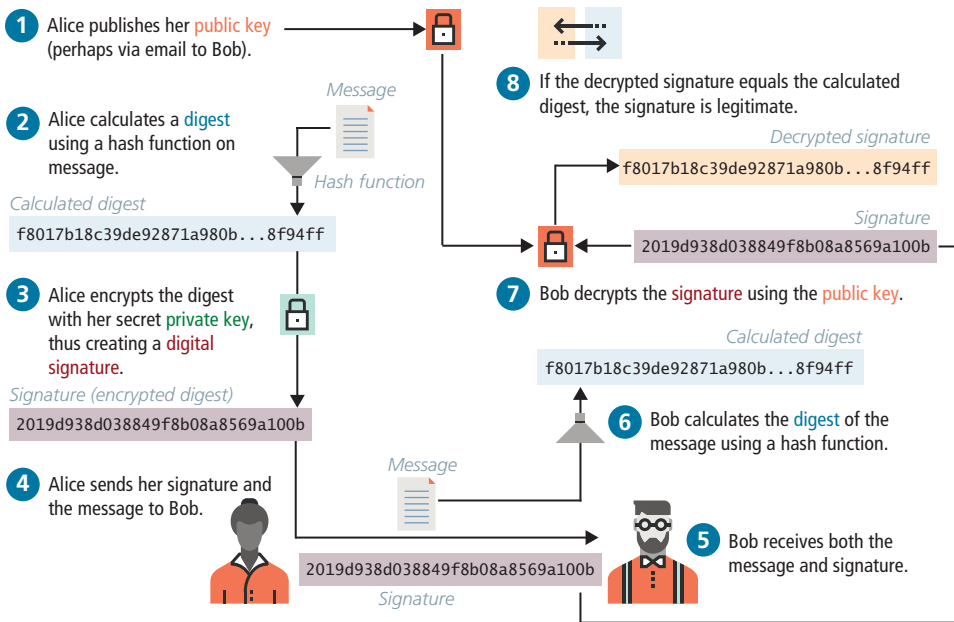 1 Alice publishes her public key
(perhaps via email to Bob).
2 Alice calculates a digest
using a hash function on
message.
Message
Hash function
Calculated digest
f8017b18c39de92871a980b...8f94ff
3 Alice encrypts the digest
with her secret private key,
thus creating a digital
signature.
Signature (encrypted digest)
2019d938d038849f8b08a8569a100b
4 Alice sends her signature and
the message to Bob.
Message
2019d938d038849f8b08a8569a100b
Signature
5 Bob receives both the
message and signature.
6 Bob calculates the digest of the
message using a hash function.
Calculated digest
f8017b18c39de92871a980b...8f94ff
7 Bob decrypts the signature using the public key.
Signature
2019d938d038849f8b08a8569a100b
Decrypted signature
f8017b18c39de92871a980b...8f94ff
8 If the decrypted signature equals the calculated
digest, the signature is legitimate.